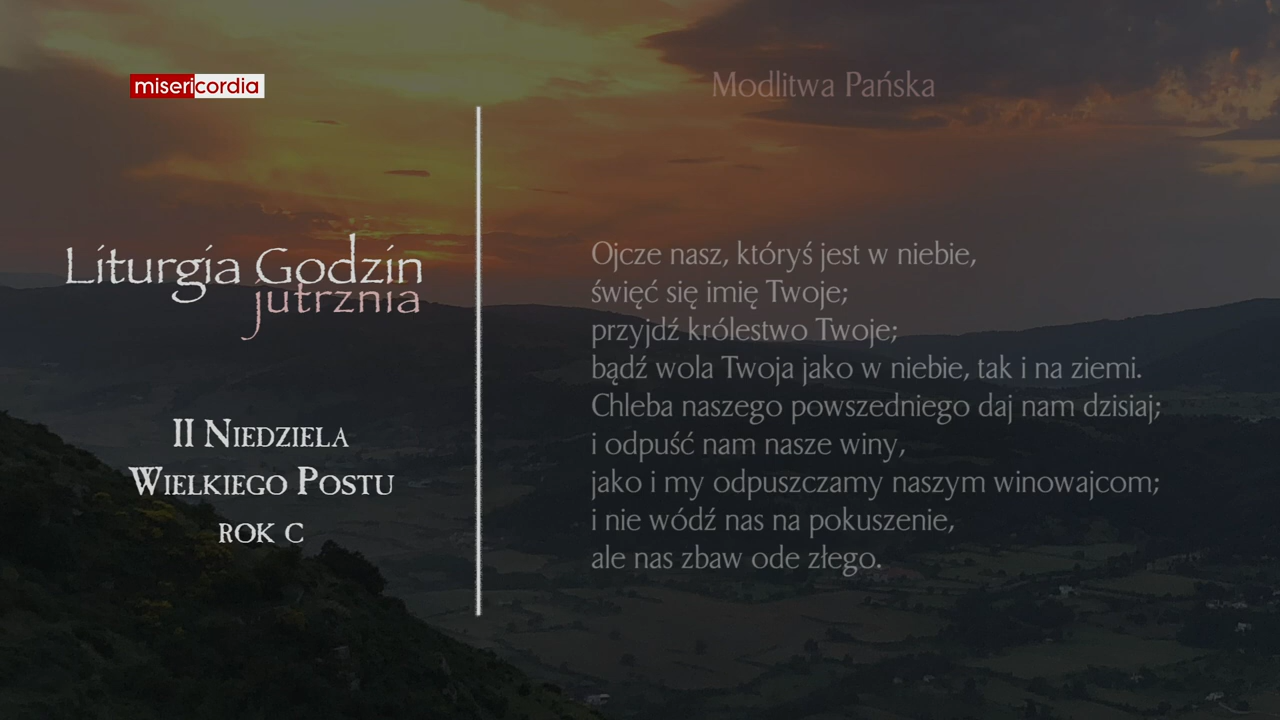 misericordia
Liturgia Godzin
jutrznia
II Niedziela
Wielkiego Postu
rok C
Modlitwa Pańska
Ojcze nasz, któryś jest w niebie,
święć się imię Twoje;
przyjdź królestwo Twoje;
bądź wola Twoja jako w niebie, tak i na ziemi.
Chleba naszego powszedniego daj nam dzisiaj;
i odpuść nam nasze winy,
jako i my odpuszczamy naszym winowajcom;
i nie wódź nas na pokuszenie,
ale nas zbaw ode złego.